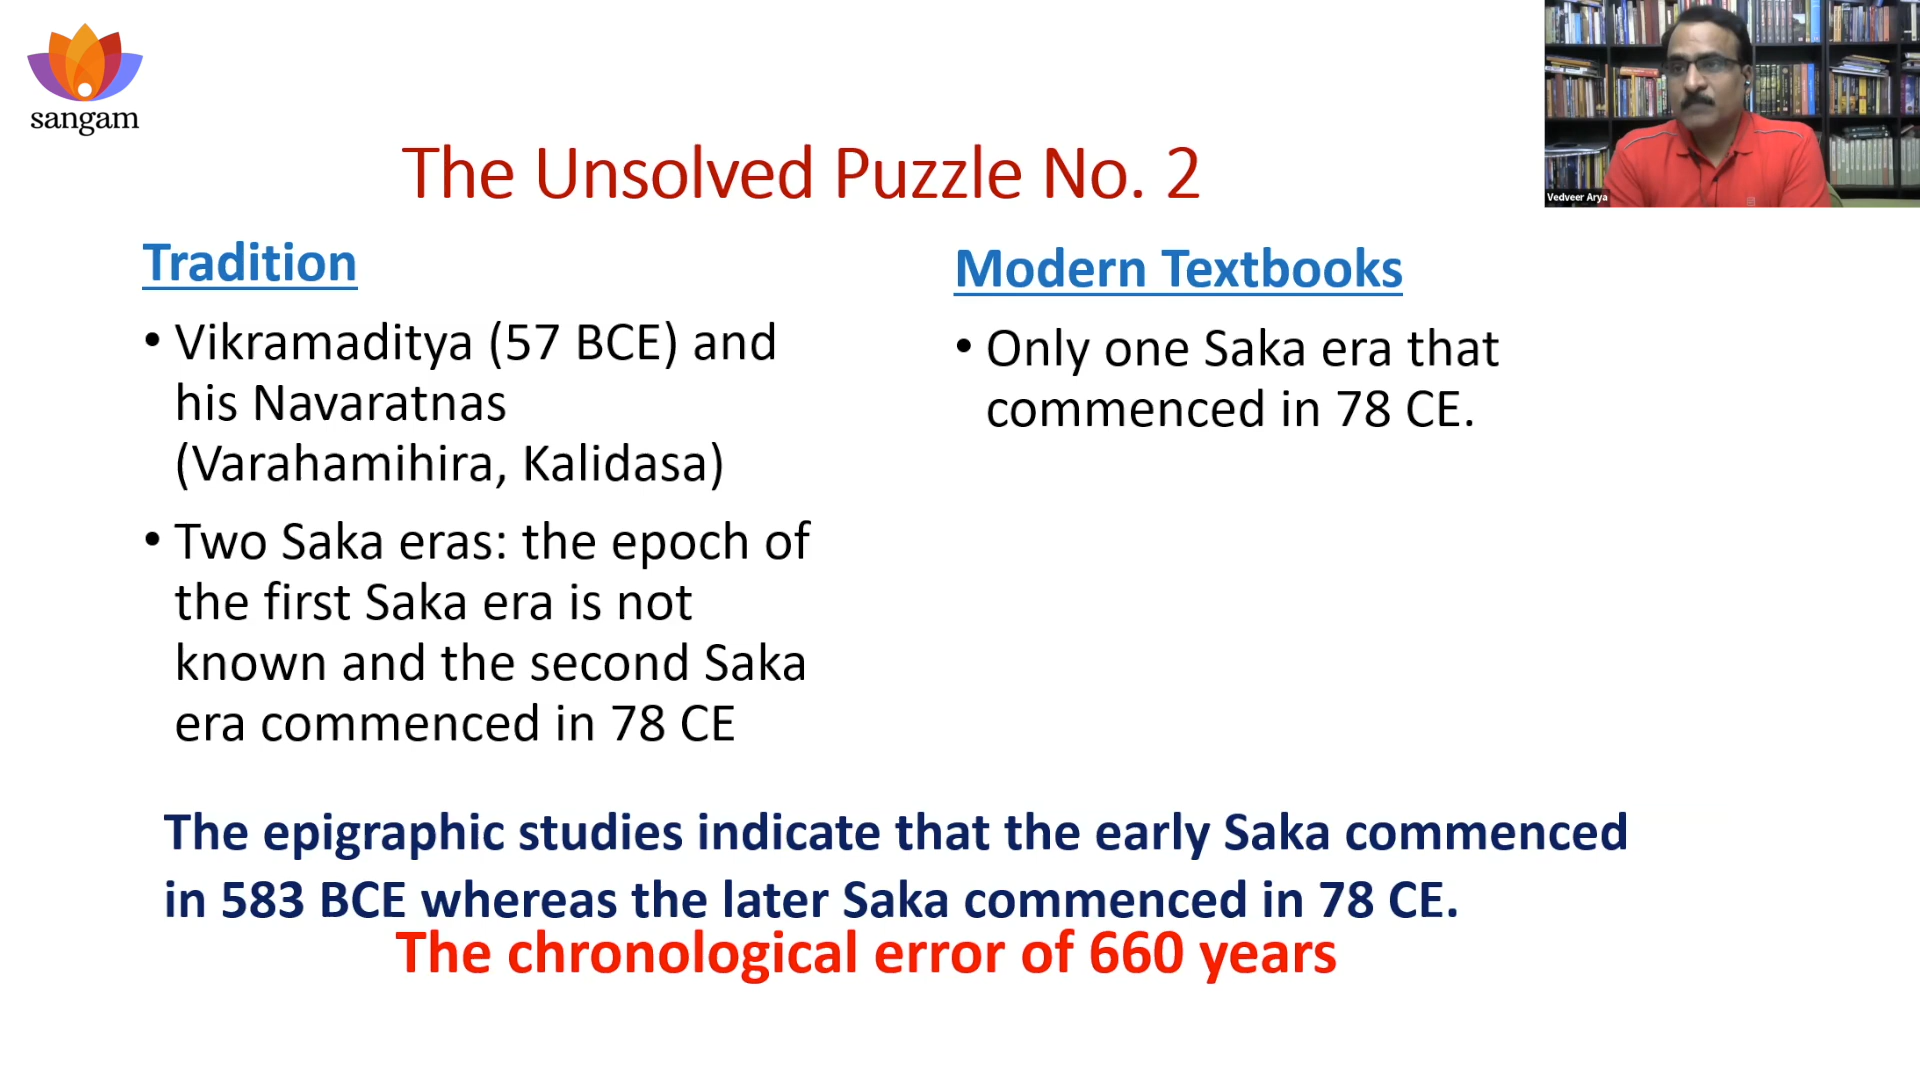 sangam
Vedveer Arya
The Unsolved Puzzle No. 2
Tradition
• Vikramaditya (57 BCE) and
his Navaratnas
(Varahamihira, Kalidasa)
• Two Saka eras: the epoch of
the first Saka era is not
known and the second Saka
era commenced in 78 CE
Modern Textbooks
• Only one Saka era that
commenced in 78 CE.
The epigraphic studies indicate that the early Saka commenced
in 583 BCE whereas the later Saka commenced in 78 CE.
The chronological error of 660 years